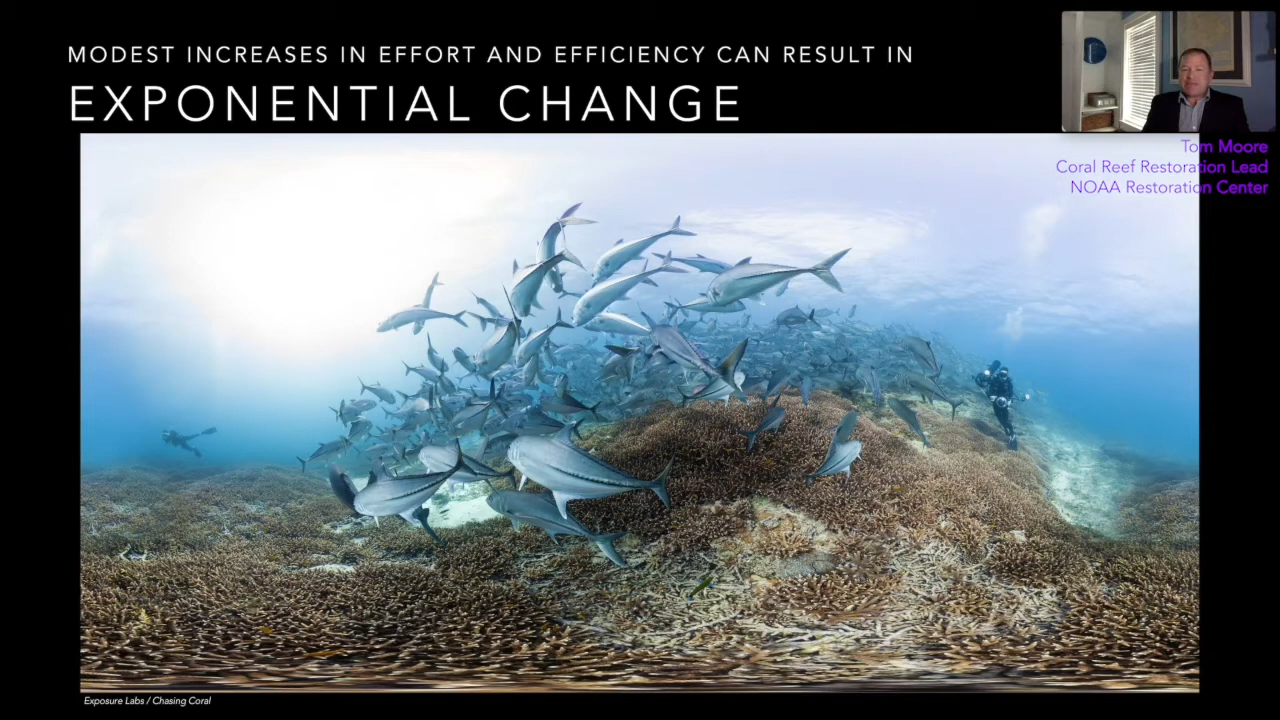 MODEST INCREASES IN EFFORT AND EFFICIENCY CAN RESULT IN
EXPONENTIAL CHANGE
Tom Moore
Coral Reef Restoration Lead
NOAA Restoration Center
Exposure Labs / Chasing Coral